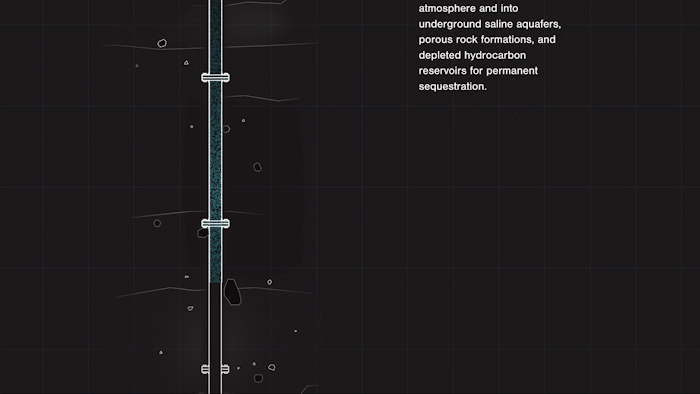 atmosphere and into
underground saline aquafers,
porous rock formations, and
depleted hydrocarbon
reservoirs for permanent
sequestration.